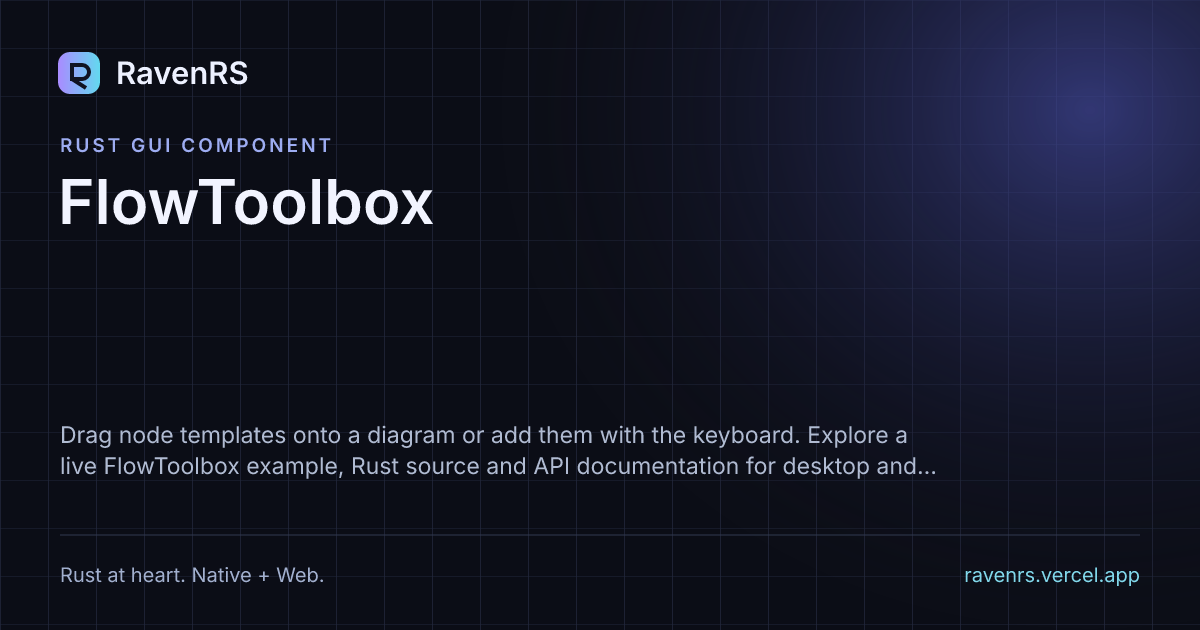 RavenRS
RUST GUI COMPONENT
FlowToolbox
Drag node templates onto a diagram or add them with the keyboard. Explore a
live FlowToolbox example, Rust source and API documentation for desktop and...
Rust at heart. Native + Web.
ravenrs.vercel.app